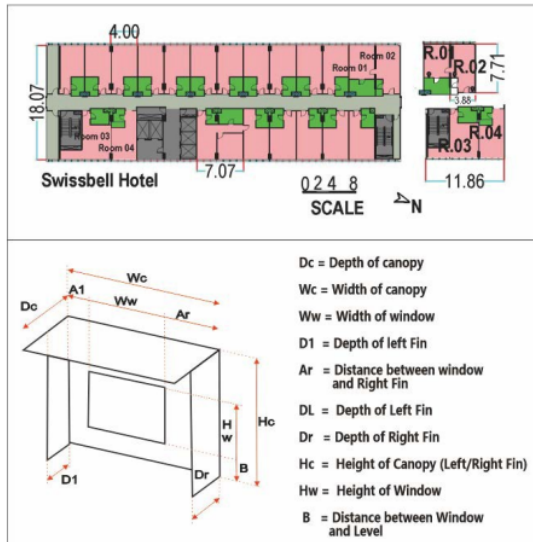 4.00
Room 02
Room 01
18.07
Room 03
Room 04
7.07
Swissbell Hotel
0 2 4 8
SCALE
N
R.01
R.02
7.71
3.88
R.03
R.04
11.86
Wc
Dc
A1
Ww
Ar
H
w
Hc
B
D1
Dr
Dc = Depth of canopy
Wc = Width of canopy
Ww = Width of window
D1 = Depth of left Fin
Ar = Distance between window
and Right Fin
DL = Depth of Left Fin
Dr = Depth of Right Fin
Hc = Height of Canopy (Left/Right Fin)
Hw = Height of Window
B = Distance between Window
and Level